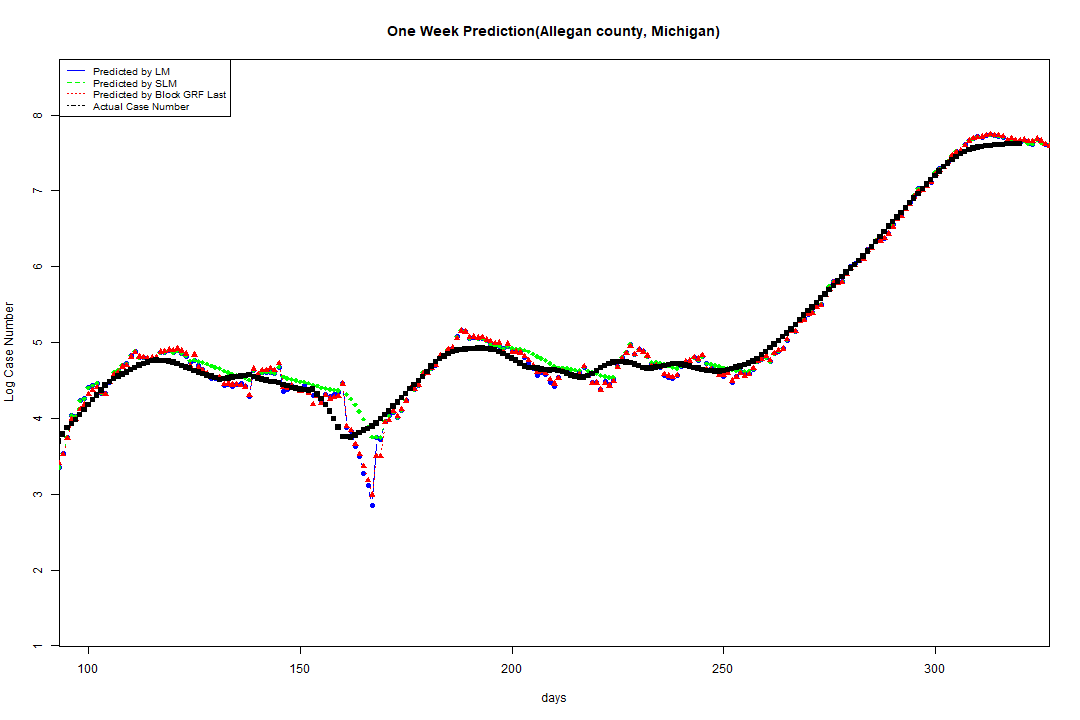 One Week Prediction(Allegan county, Michigan)
Predicted by LM
Predicted by SLM
Predicted by Block GRF Last
Actual Case Number
8
7
6
5
4
3
2
1
Log Case Number
100 150 200 250 300
days